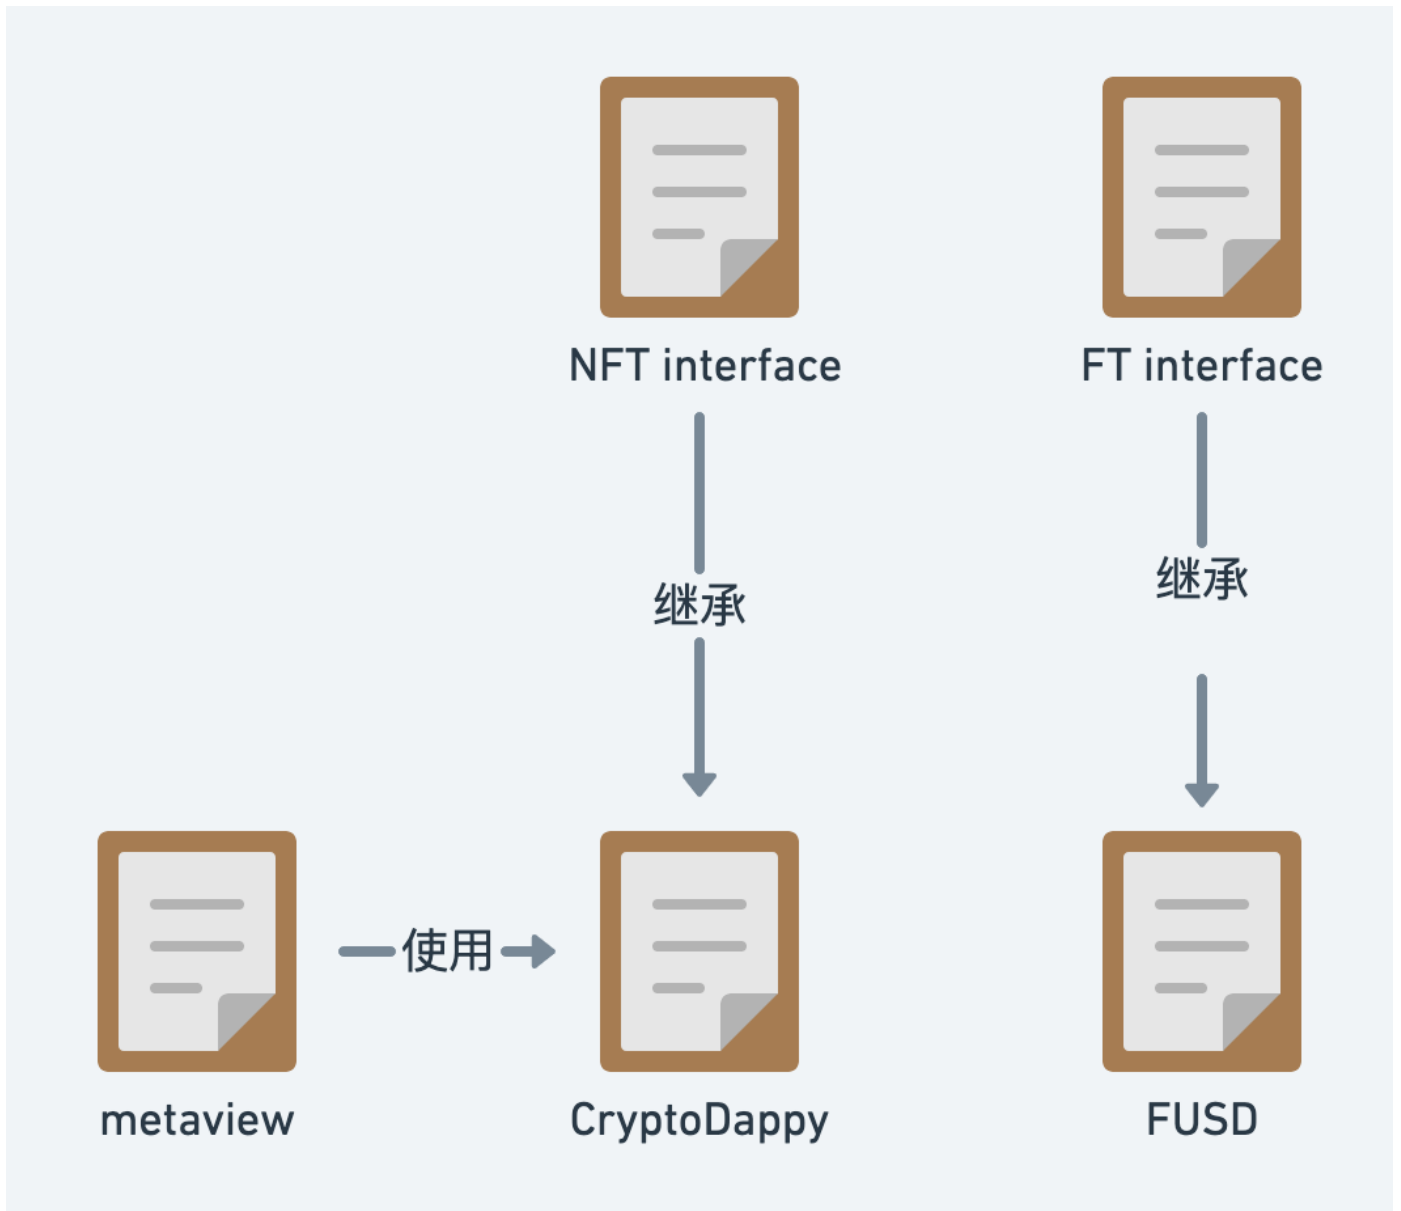 NFT interface
FT interface
继承
继承
使用
metaview
CryptoDappy
FUSD